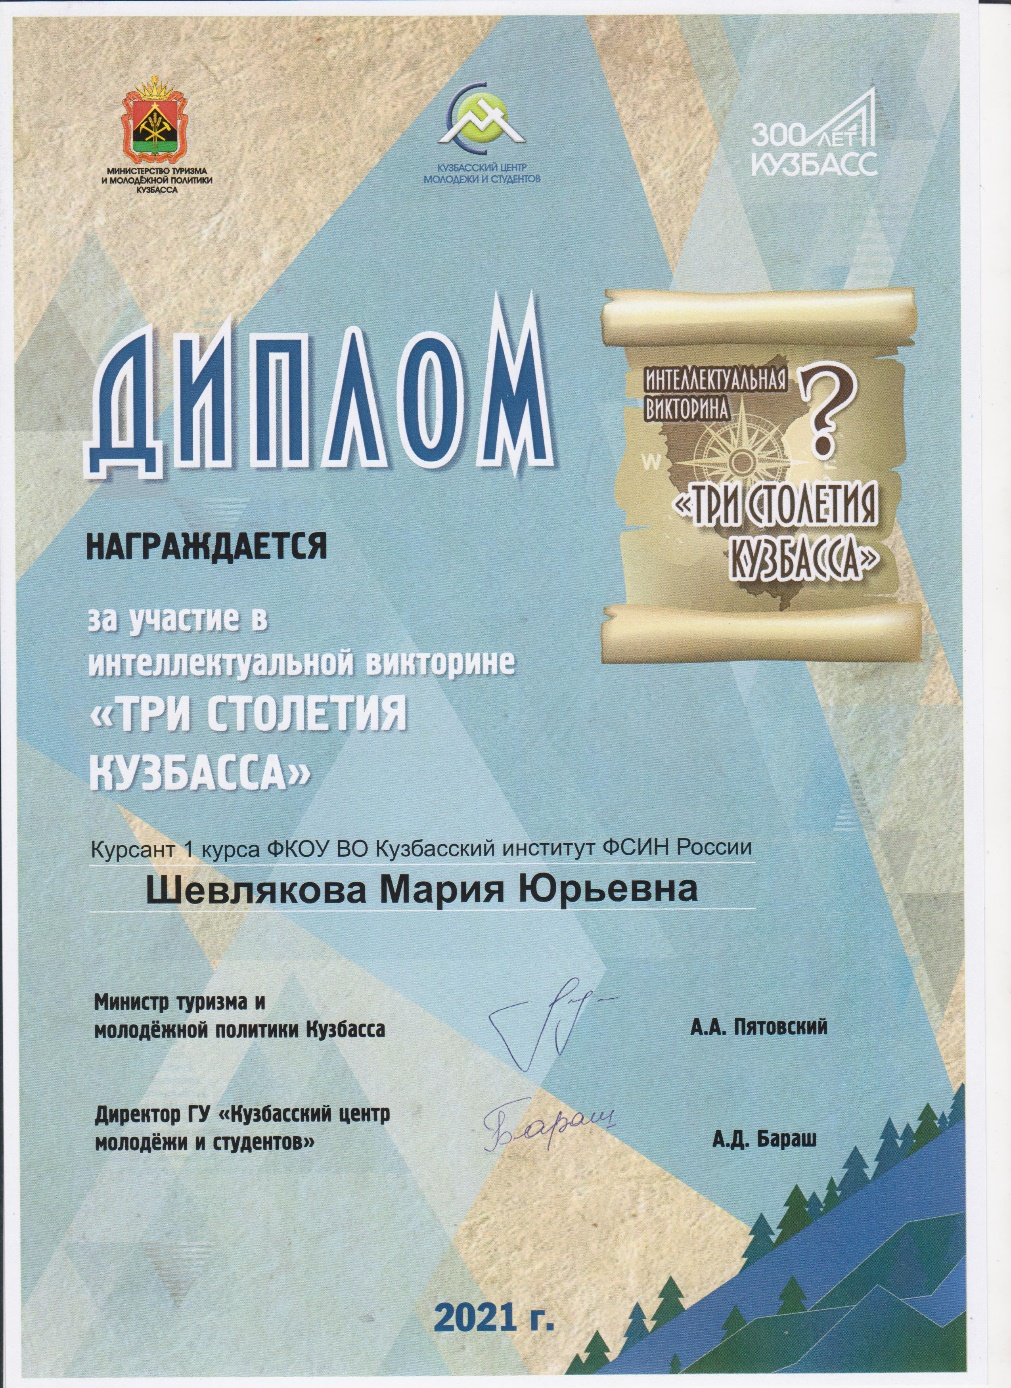 МИНИСТЕРСТВО ТУРИЗМА
И МОЛОДЁЖНОЙ ПОЛИТИКИ
КУЗБАССА
КУЗБАССКИЙ ЦЕНТР
МОЛОДЕЖИ И СТУДЕНТОВ
300 ЛЕТ
КУЗБАСС
ДИПЛОМ
ИНТЕЛЛЕКТУАЛЬНАЯ
ВИКТОРИНА
?
W
«ТРИ СТОЛЕТИЯ
КУЗБАССА»
НАГРАЖДАЕТСЯ
за участие в
интеллектуальной викторине
«ТРИ СТОЛЕТИЯ
КУЗБАССА»
Курсант 1 курса ФКОУ ВО Кузбасский институт ФСИН России
Шевлякова Мария Юрьевна
Министр туризма и
молодёжной политики Кузбасса
А.А. Пятовский
Директор ГУ «Кузбасский центр
молодёжи и студентов»
Бараш
А.Д. Бараш
2021 г.